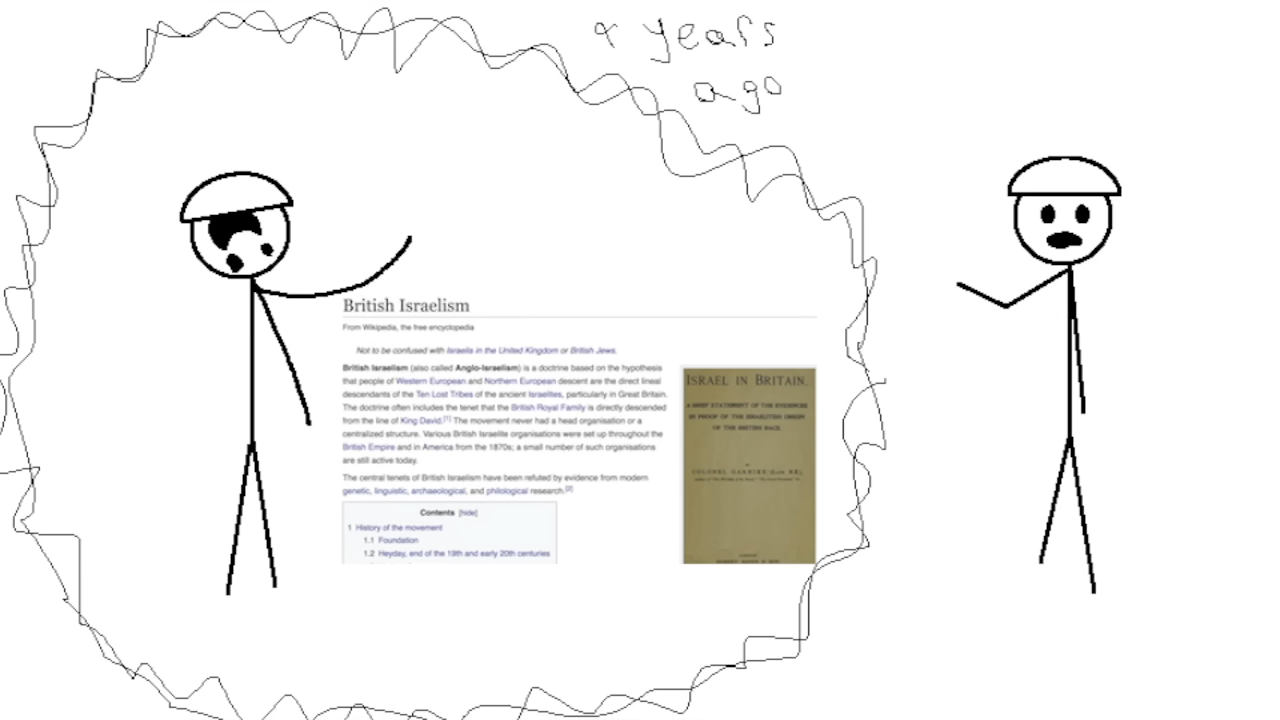 years
ago
British Israelism
From Wikipedia, the free encyclopedia
Not to be confused with Israelis in the United Kingdom or British Jews.
British Israelism (also called Anglo-Israelism) is a doctrine based on the hypothesis
that people of Western European and Northern European descent are the direct lineal
descendants of the Ten Lost Tribes of the ancient Israelites, particularly in Great Britain.
The doctrine often includes the tenet that the British Royal Family is directly descended
from the line of King David.[1] The movement never had a head organisation or a
centralized structure. Various British Israelite organisations were set up throughout the
British Empire and in America from the 1870s; a small number of such organisations
are still active today.
The central tenets of British Israelism have been refuted by evidence from modern
genetic, linguistic, archaeological, and philological research.[2]
Contents [hide]
1 History of the movement
1.1 Foundation
1.2 Heyday, end of the 19th and early 20th centuries
ISRAEL IN BRITAIN.
A BRIEF STATEMENT OF THE EVIDENCES
IN PROOF OF THE ISRAELITISH ORIGIN
OF THE BRITISH RACE.
BY
COLONEL GARNIER